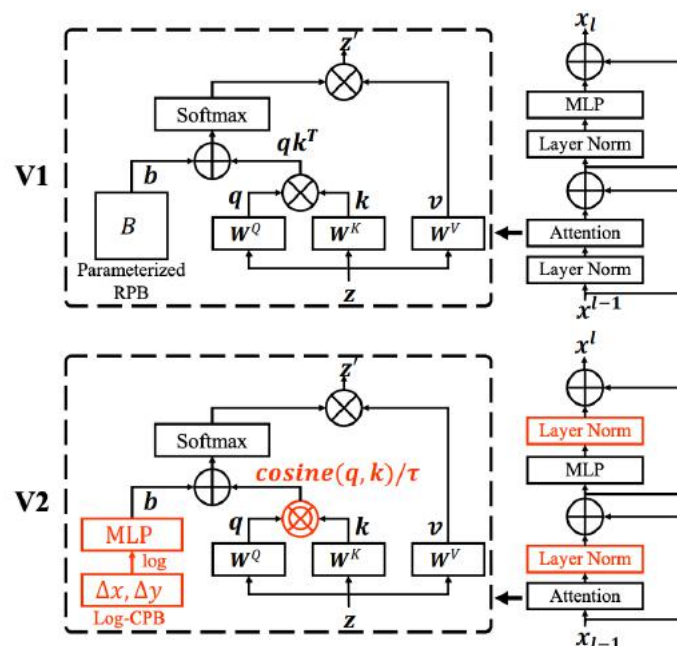 V1
z'
Softmax
qk^T
b
q
k
v
B
W^Q
W^K
W^V
Parameterized
RPB
z
x_l
MLP
Layer Norm
Attention
Layer Norm
x^{l-1}
V2
z'
Softmax
cosine(q, k)/τ
b
MLP
q
k
v
log
W^Q
W^K
W^V
Δx, Δy
Log-CPB
z
x^l
Layer Norm
MLP
Layer Norm
Attention
x_{l-1}